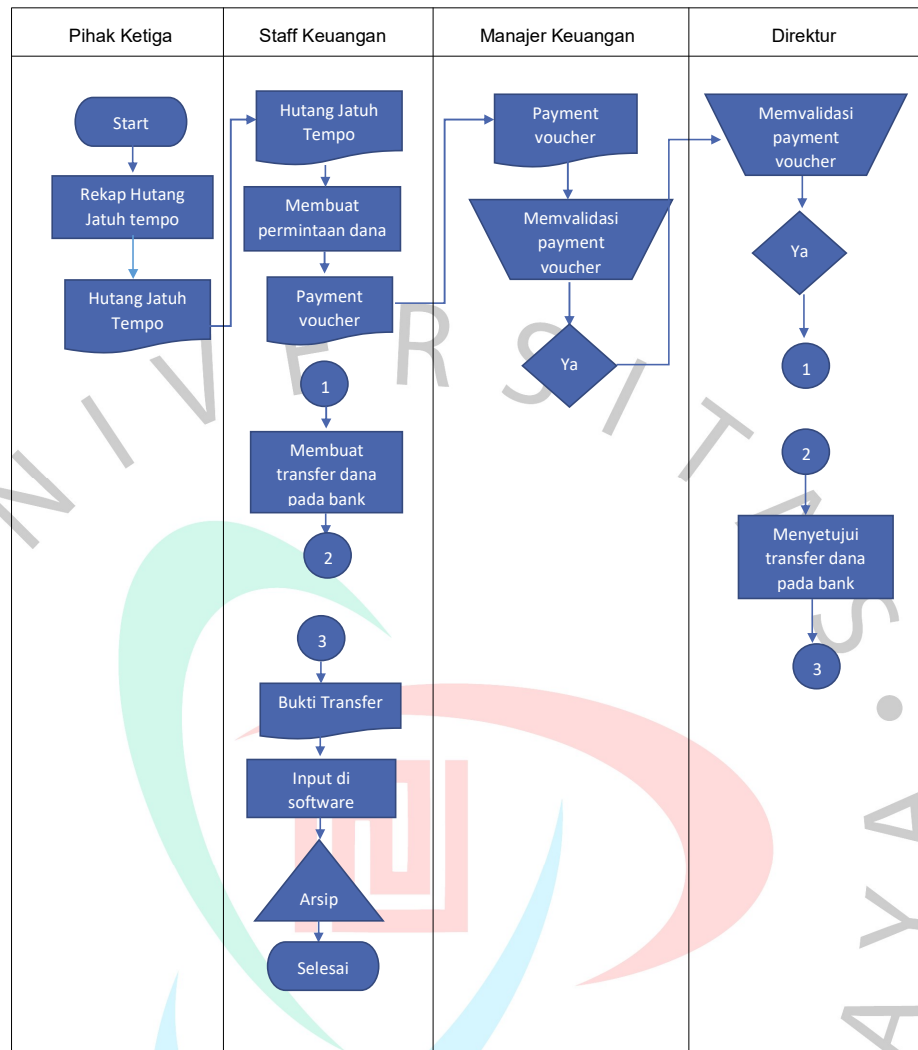 Pihak Ketiga
Staff Keuangan
Manajer Keuangan
Direktur
Start
Rekap Hutang
Jatuh tempo
Hutang Jatuh
Tempo
Hutang Jatuh
Tempo
Membuat
permintaan dana
Payment
voucher
1
Membuat
transfer dana
pada bank
2
3
Bukti Transfer
Input di
software
Arsip
Selesai
Payment
voucher
Memvalidasi
payment
voucher
Ya
Memvalidasi
payment
voucher
Ya
1
2
Menyetujui
transfer dana
pada bank
3